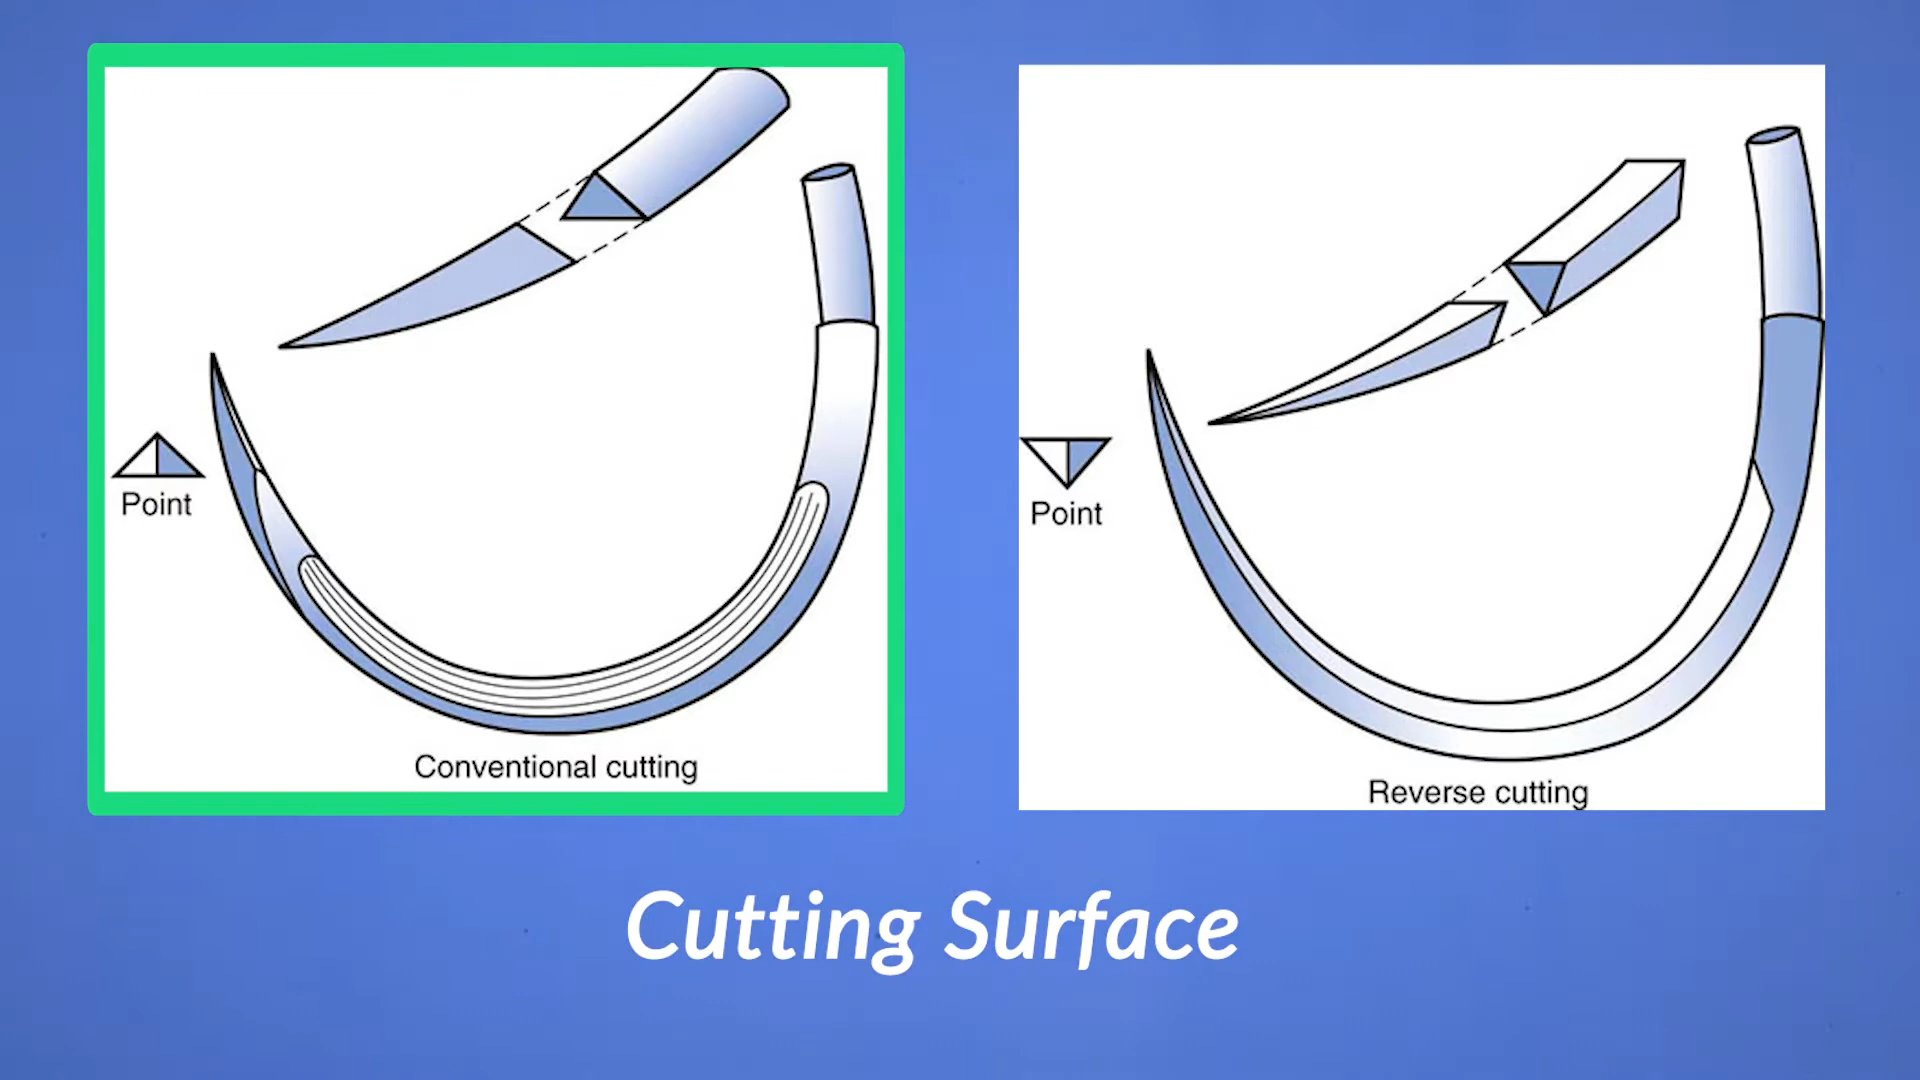 Point
Conventional cutting
Point
Reverse cutting
Cutting Surface